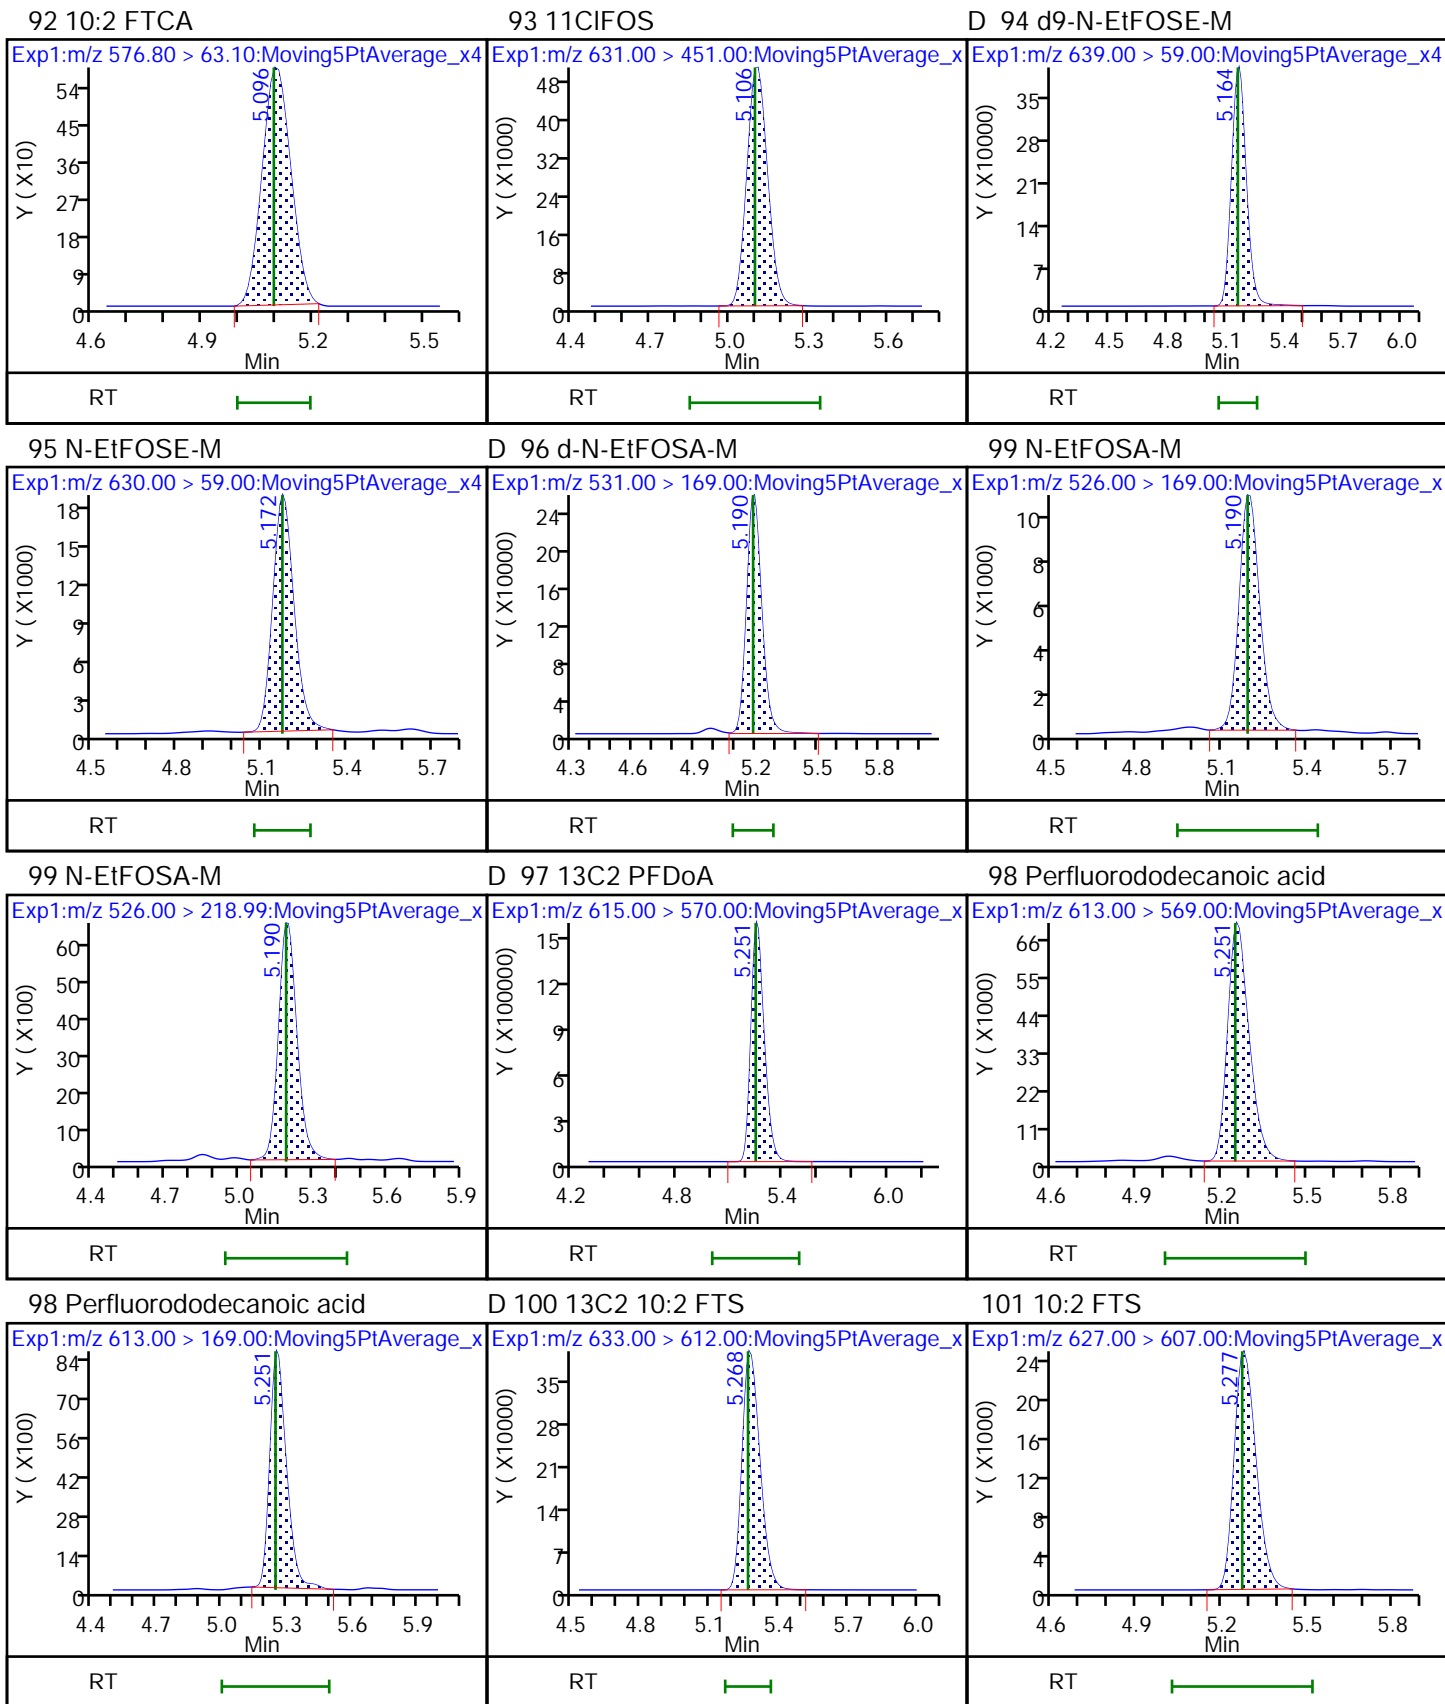 92 10:2 FTCA
Exp1:m/z 576.80 > 63.10:Moving5PtAverage_x4
5.096
Y ( X10)
54
45
36
27
18
9
0
4.6 4.9 5.2 5.5
Min
RT
93 11ClFOS
Exp1:m/z 631.00 > 451.00:Moving5PtAverage_x
5.106
Y ( X1000)
48
40
32
24
16
8
0
4.4 4.7 5.0 5.3 5.6
Min
RT
D 94 d9-N-EtFOSE-M
Exp1:m/z 639.00 > 59.00:Moving5PtAverage_x4
5.164
Y ( X10000)
35
28
21
14
7
0
4.2 4.5 4.8 5.1 5.4 5.7 6.0
Min
RT
95 N-EtFOSE-M
Exp1:m/z 630.00 > 59.00:Moving5PtAverage_x4
5.172
Y ( X1000)
18
15
12
9
6
3
0
4.5 4.8 5.1 5.4 5.7
Min
RT
D 96 d-N-EtFOSA-M
Exp1:m/z 531.00 > 169.00:Moving5PtAverage_x
5.190
Y ( X10000)
24
20
16
12
8
4
0
4.3 4.6 4.9 5.2 5.5 5.8
Min
RT
99 N-EtFOSA-M
Exp1:m/z 526.00 > 169.00:Moving5PtAverage_x
5.190
Y ( X1000)
10
8
6
4
2
0
4.5 4.8 5.1 5.4 5.7
Min
RT
99 N-EtFOSA-M
Exp1:m/z 526.00 > 218.99:Moving5PtAverage_x
5.190
Y ( X100)
60
50
40
30
20
10
0
4.4 4.7 5.0 5.3 5.6 5.9
Min
RT
D 97 13C2 PFDoA
Exp1:m/z 615.00 > 570.00:Moving5PtAverage_x
5.251
Y ( X100000)
15
12
9
6
3
0
4.2 4.8 5.4 6.0
Min
RT
98 Perfluorododecanoic acid
Exp1:m/z 613.00 > 569.00:Moving5PtAverage_x
5.251
Y ( X1000)
66
55
44
33
22
11
0
4.6 4.9 5.2 5.5 5.8
Min
RT
98 Perfluorododecanoic acid
Exp1:m/z 613.00 > 169.00:Moving5PtAverage_x
5.251
Y ( X100)
84
70
56
42
28
14
0
4.4 4.7 5.0 5.3 5.6 5.9
Min
RT
D 100 13C2 10:2 FTS
Exp1:m/z 633.00 > 612.00:Moving5PtAverage_x
5.268
Y ( X10000)
35
28
21
14
7
0
4.5 4.8 5.1 5.4 5.7 6.0
Min
RT
101 10:2 FTS
Exp1:m/z 627.00 > 607.00:Moving5PtAverage_x
5.277
Y ( X1000)
24
20
16
12
8
4
0
4.6 4.9 5.2 5.5 5.8
Min
RT